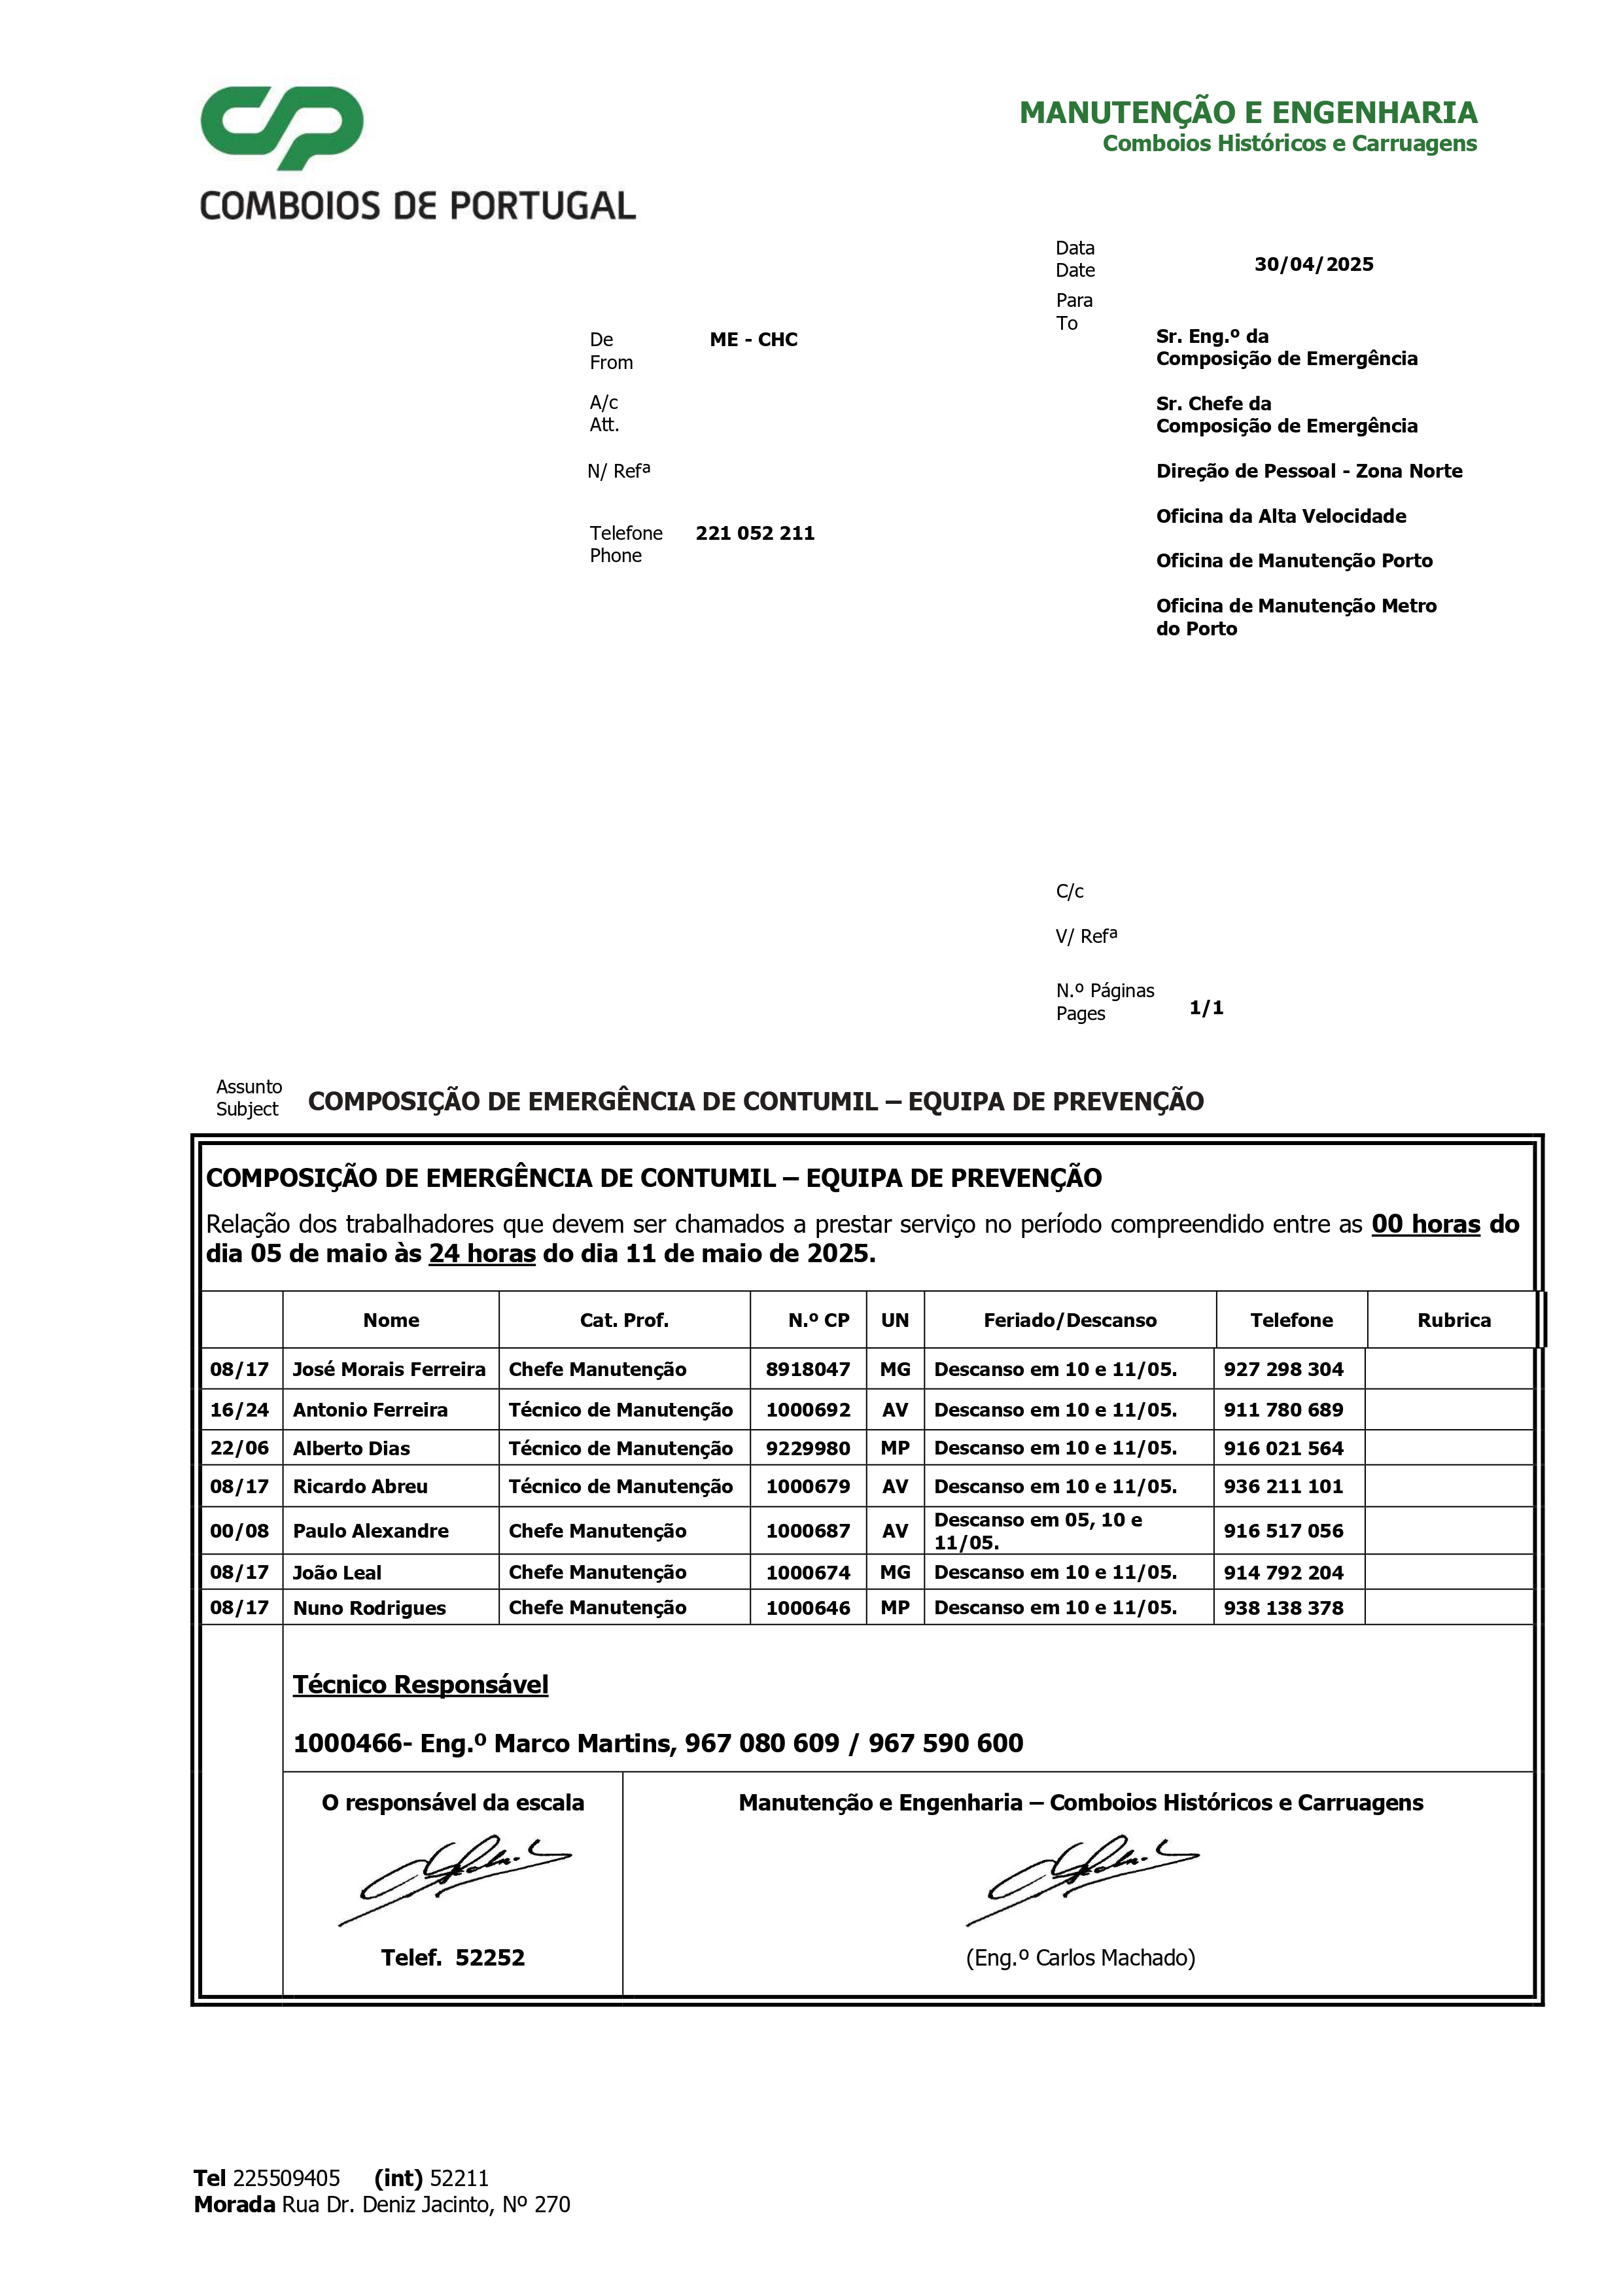 CP
COMBOIOS DE PORTUGAL
MANUTENÇÃO E ENGENHARIA
Comboios Históricos e Carruagens
Data
Date
30/04/2025
Para
To
De
From
ME - CHC
A/c
Att.
N/ Refª
Telefone
Phone
221 052 211
Sr. Eng.º da
Composição de Emergência
Sr. Chefe da
Composição de Emergência
Direção de Pessoal - Zona Norte
Oficina da Alta Velocidade
Oficina de Manutenção Porto
Oficina de Manutenção Metro
do Porto
C/c
V/ Refª
N.º Páginas
Pages
1/1
Assunto
Subject
COMPOSIÇÃO DE EMERGÊNCIA DE CONTUMIL – EQUIPA DE PREVENÇÃO
COMPOSIÇÃO DE EMERGÊNCIA DE CONTUMIL – EQUIPA DE PREVENÇÃO
Relação dos trabalhadores que devem ser chamados a prestar serviço no período compreendido entre as 00 horas do
dia 05 de maio às 24 horas do dia 11 de maio de 2025.
Nome Cat. Prof. N.º CP UN Feriado/Descanso Telefone Rubrica
08/17 José Morais Ferreira Chefe Manutenção 8918047 MG Descanso em 10 e 11/05. 927 298 304
16/24 Antonio Ferreira Técnico de Manutenção 1000692 AV Descanso em 10 e 11/05. 911 780 689
22/06 Alberto Dias Técnico de Manutenção 9229980 MP Descanso em 10 e 11/05. 916 021 564
08/17 Ricardo Abreu Técnico de Manutenção 1000679 AV Descanso em 10 e 11/05. 936 211 101
00/08 Paulo Alexandre Chefe Manutenção 1000687 AV Descanso em 05, 10 e
11/05. 916 517 056
08/17 João Leal Chefe Manutenção 1000674 MG Descanso em 10 e 11/05. 914 792 204
08/17 Nuno Rodrigues Chefe Manutenção 1000646 MP Descanso em 10 e 11/05. 938 138 378
Técnico Responsável
1000466- Eng.º Marco Martins, 967 080 609 / 967 590 600
O responsável da escala
Telef. 52252
Manutenção e Engenharia – Comboios Históricos e Carruagens
(Eng.º Carlos Machado)
Tel 225509405 (int) 52211
Morada Rua Dr. Deniz Jacinto, Nº 270